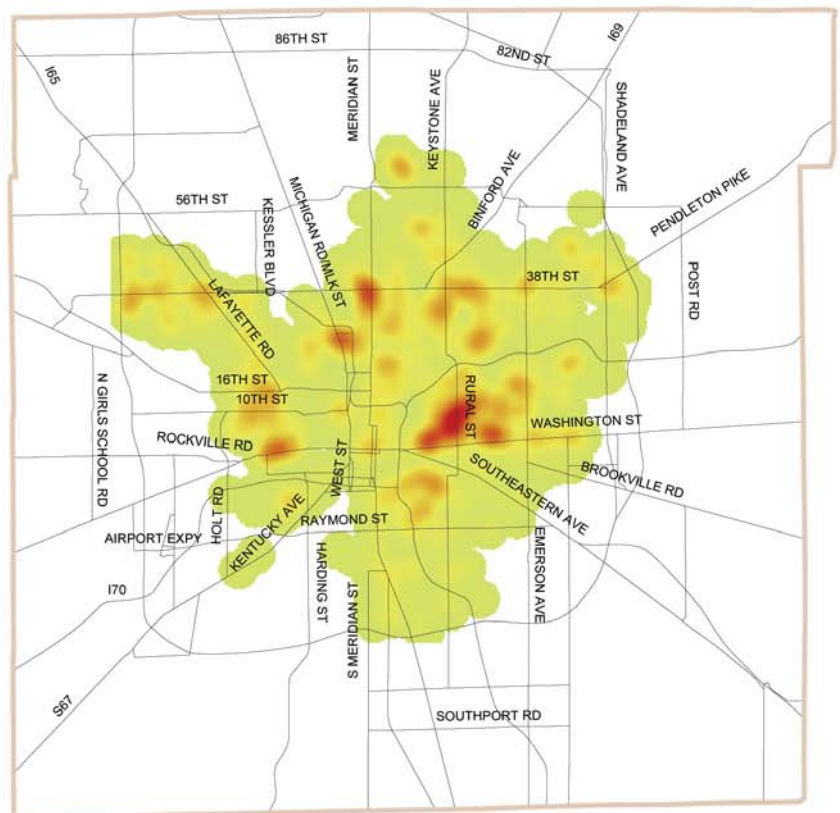 86TH ST
82ND ST
I69
I65
MERIDIAN ST
KEYSTONE AVE
SHADELAND AVE
BINFORD AVE
PENDLETON PIKE
56TH ST
KESSLER BLVD
MICHIGAN RD/MLK ST
38TH ST
POST RD
LAFAYETTE RD
16TH ST
10TH ST
N GIRLS SCHOOL RD
RURAL ST
WASHINGTON ST
ROCKVILLE RD
WEST ST
SOUTHEASTERN AVE
BROOKVILLE RD
HOLT RD
KENTUCKY AVE
RAYMOND ST
AIRPORT EXPY
HARDING ST
EMERSON AVE
I70
S MERIDIAN ST
S67
SOUTHPORT RD